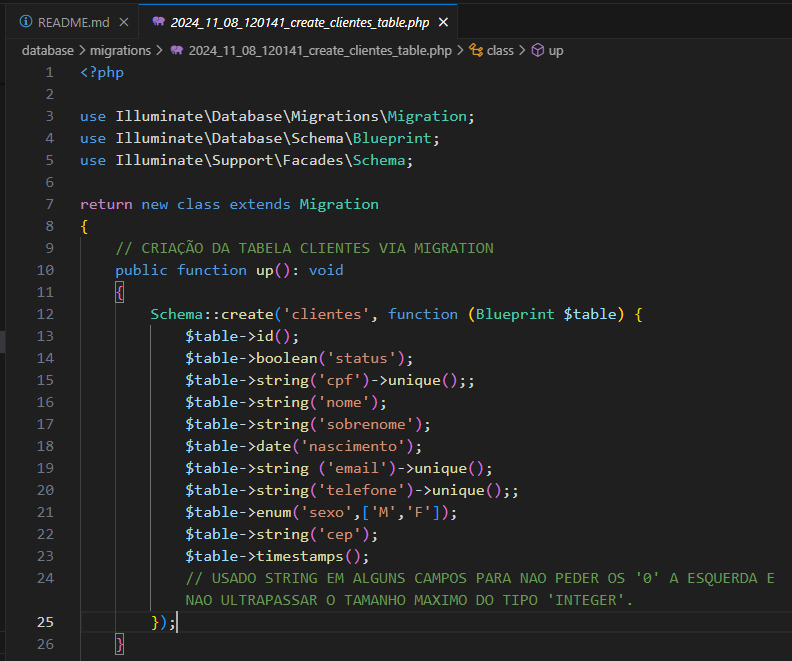 README.md
2024_11_08_120141_create_clientes_table.php
database > migrations > 2024_11_08_120141_create_clientes_table.php > class > up
1 <?php
2
3 use Illuminate\Database\Migrations\Migration;
4 use Illuminate\Database\Schema\Blueprint;
5 use Illuminate\Support\Facades\Schema;
6
7 return new class extends Migration
8 {
9 // CRIAÇÃO DA TABELA CLIENTES VIA MIGRATION
10 public function up(): void
11 {
12 Schema::create('clientes', function (Blueprint $table) {
13 $table->id();
14 $table->boolean('status');
15 $table->string('cpf')->unique();;
16 $table->string('nome');
17 $table->string('sobrenome');
18 $table->date('nascimento');
19 $table->string ('email')->unique();
20 $table->string('telefone')->unique();;
21 $table->enum('sexo',['M','F']);
22 $table->string('cep');
23 $table->timestamps();
24 // USADO STRING EM ALGUNS CAMPOS PARA NAO PEDER OS '0' A ESQUERDA E
NAO ULTRAPASSAR O TAMANHO MAXIMO DO TIPO 'INTEGER'.
25 });
26 }